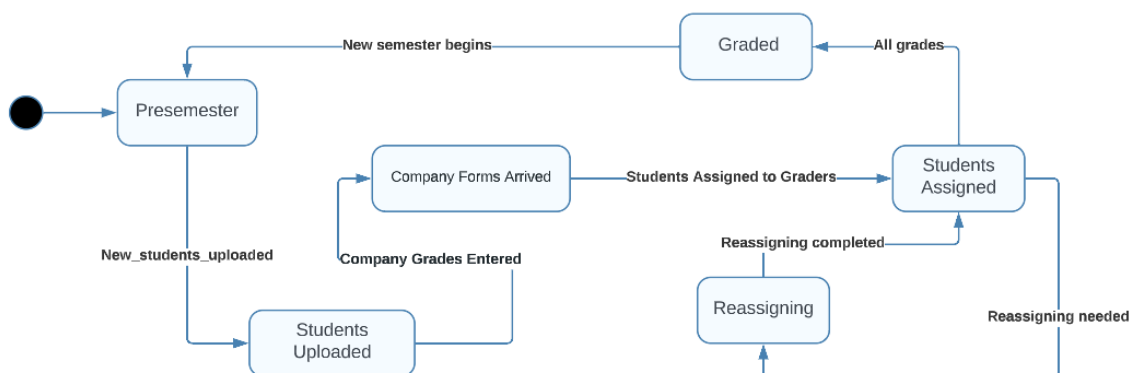 New semester begins
Graded
All grades
Presemester
Company Forms Arrived
Students Assigned to Graders
Students
Assigned
New_students_uploaded
Company Grades Entered
Reassigning completed
Reassigning
Reassigning needed
Students
Uploaded